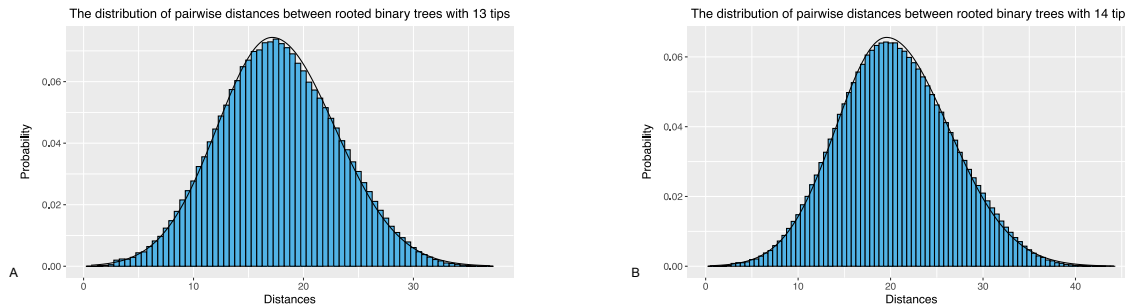 The distribution of pairwise distances between rooted binary trees with 13 tips
0.06
0.04
0.02
0.00
Probability
0
10
20
30
Distances
A
The distribution of pairwise distances between rooted binary trees with 14 tip
0.06
0.04
0.02
0.00
Probability
0
10
20
30
40
Distances
B